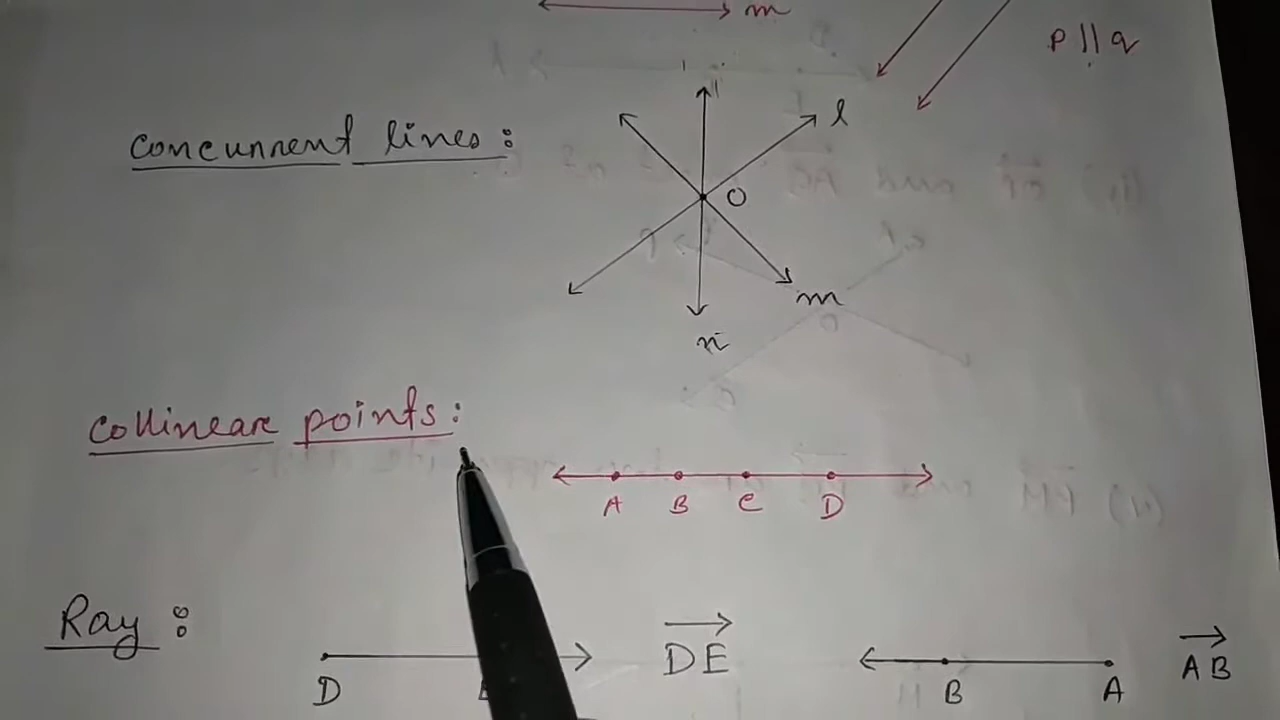 m
p || q
Concurrent lines :
l
O
m
n
Collinear points :
A B C D
Ray :
D
DE
B A
AB